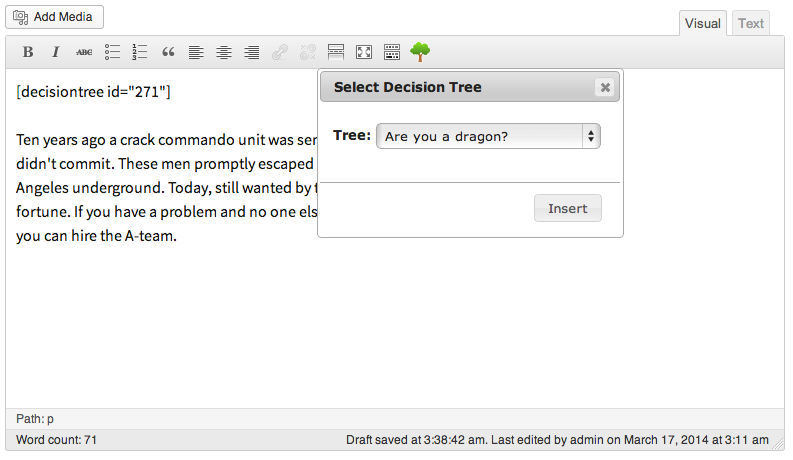 Add Media
Visual
Text
B I ABC
[decisiontree id="271"]
Select Decision Tree
Tree: Are you a dragon?
Insert
Ten years ago a crack commando unit was
didn't commit. These men promptly escaped
Angeles underground. Today, still wanted by
fortune. If you have a problem and no one
you can hire the A-team.
Path: p
Word count: 71
Draft saved at 3:38:42 am. Last edited by admin on March 17, 2014 at 3:11 am